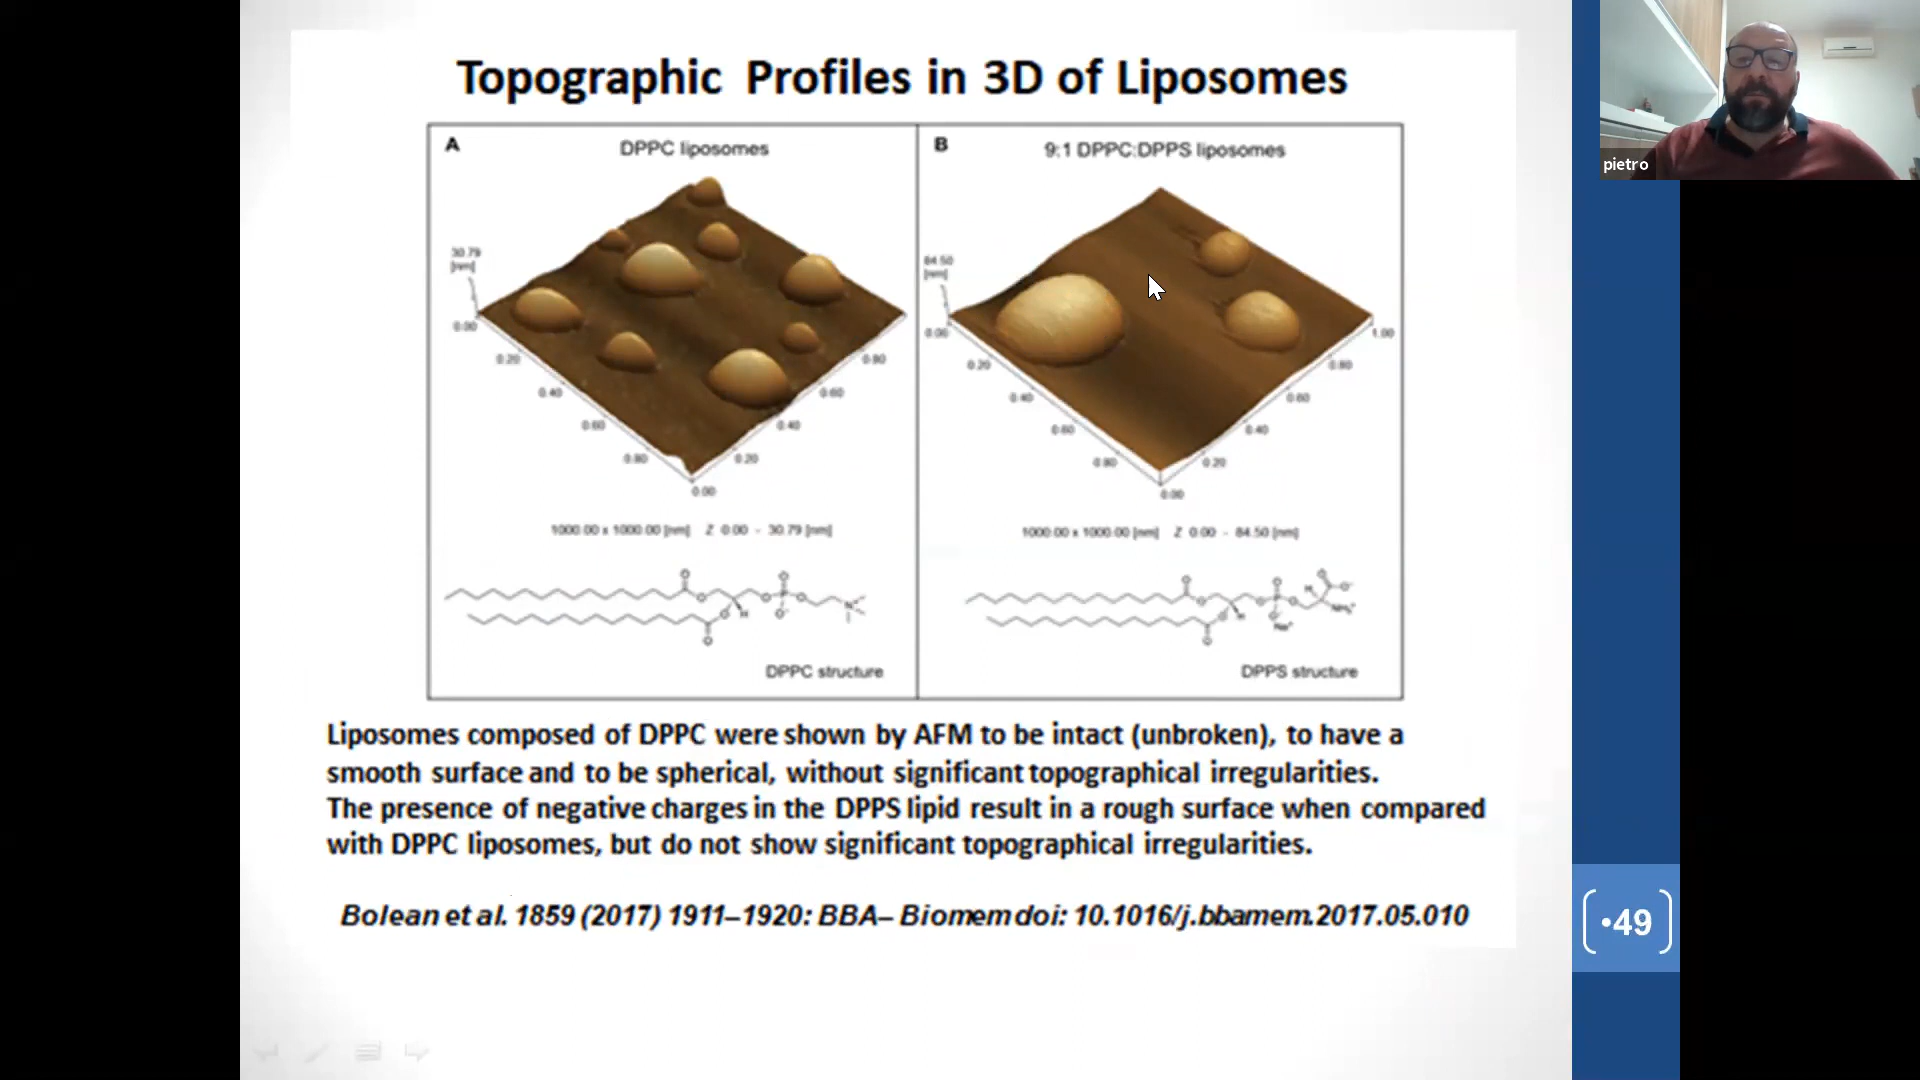 Topographic Profiles in 3D of Liposomes
A
DPPC liposomes
30.79
[nm]
0.00
0.20
0.40
0.60
0.80
0.00
0.20
0.40
0.60
0.80
1000.00 x 1000.00 [nm] Z 0.00 - 30.79 [nm]
O
O
O
O
H
O
O
P
O-
O
N+
DPPC structure
B
9:1 DPPC:DPPS liposomes
84.50
[nm]
0.00
0.20
0.40
0.60
0.80
0.00
0.20
0.40
0.60
0.80
1.00
1000.00 x 1000.00 [nm] Z 0.00 - 84.50 [nm]
O
O
O
O
H
O
O
P
O-
Na+
O
H
O
O-
NH3+
DPPS structure
Liposomes composed of DPPC were shown by AFM to be intact (unbroken), to have a
smooth surface and to be spherical, without significant topographical irregularities.
The presence of negative charges in the DPPS lipid result in a rough surface when compared
with DPPC liposomes, but do not show significant topographical irregularities.
Bolean et al. 1859 (2017) 1911–1920: BBA– Biomem doi: 10.1016/j.bbamem.2017.05.010
•49
pietro